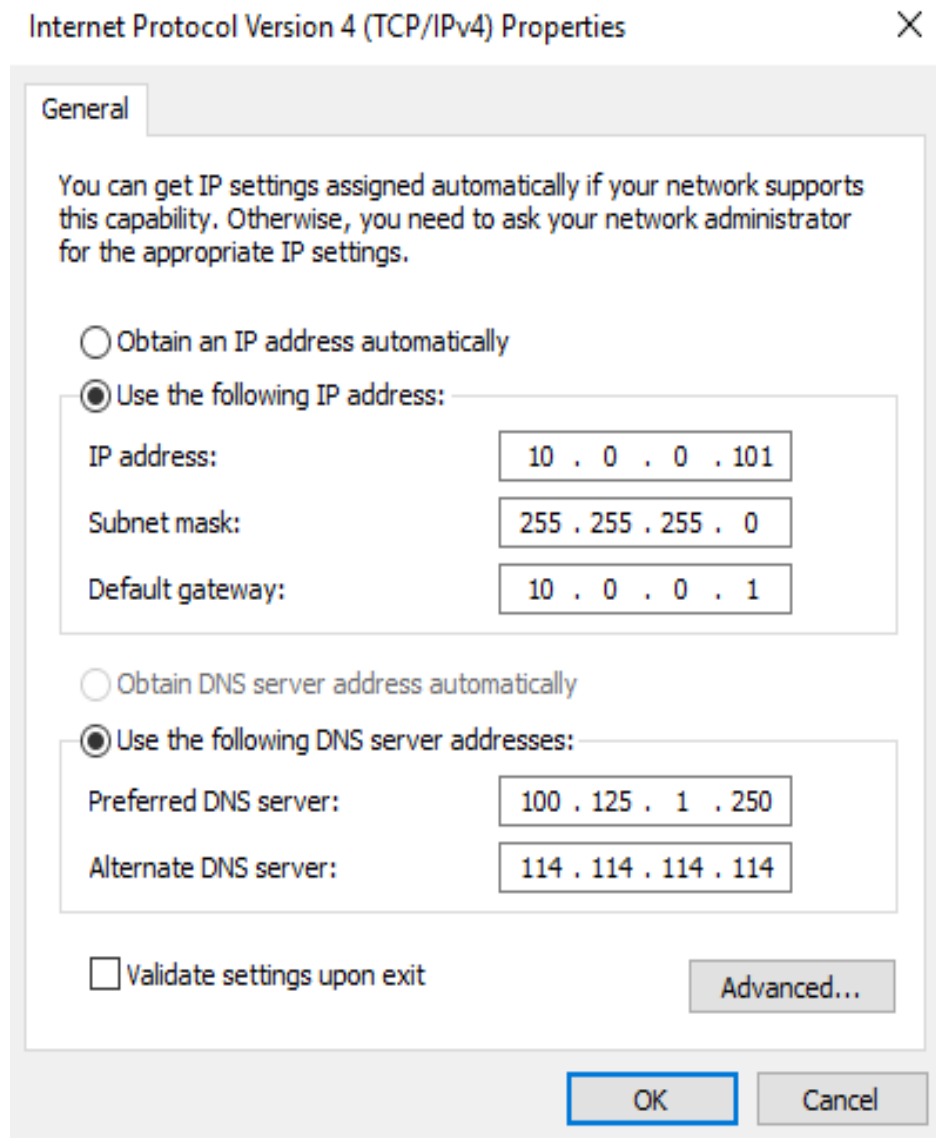 Internet Protocol Version 4 (TCP/IPv4) Properties
General
You can get IP settings assigned automatically if your network supports
this capability. Otherwise, you need to ask your network administrator
for the appropriate IP settings.
Obtain an IP address automatically
Use the following IP address:
IP address: 10 . 0 . 0 . 101
Subnet mask: 255 . 255 . 255 . 0
Default gateway: 10 . 0 . 0 . 1
Obtain DNS server address automatically
Use the following DNS server addresses:
Preferred DNS server: 100 . 125 . 1 . 250
Alternate DNS server: 114 . 114 . 114 . 114
Validate settings upon exit
Advanced...
OK Cancel